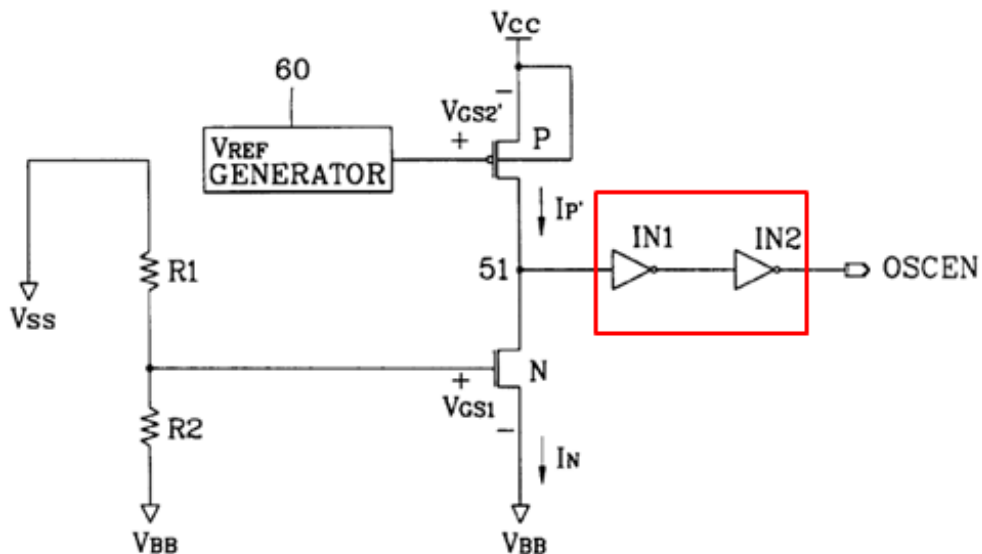 Vcc
60
VGS2'
−
+
P
VREF
GENERATOR
IP'
IN1
IN2
R1
51
OSCEN
VSS
N
+
VGS1
−
R2
IN
VBB
VBB